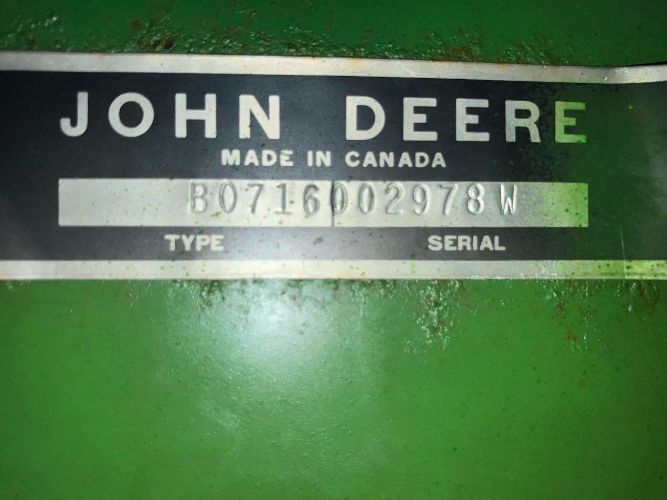 JOHN DEERE
MADE IN CANADA
B0716002978W
TYPE SERIAL